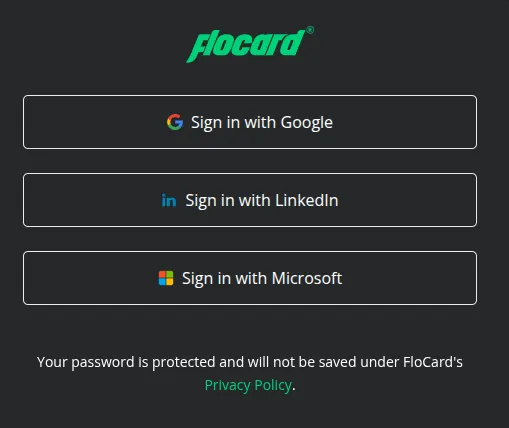 Flocard®
Sign in with Google
Sign in with LinkedIn
Sign in with Microsoft
Your password is protected and will not be saved under FloCard's
Privacy Policy.